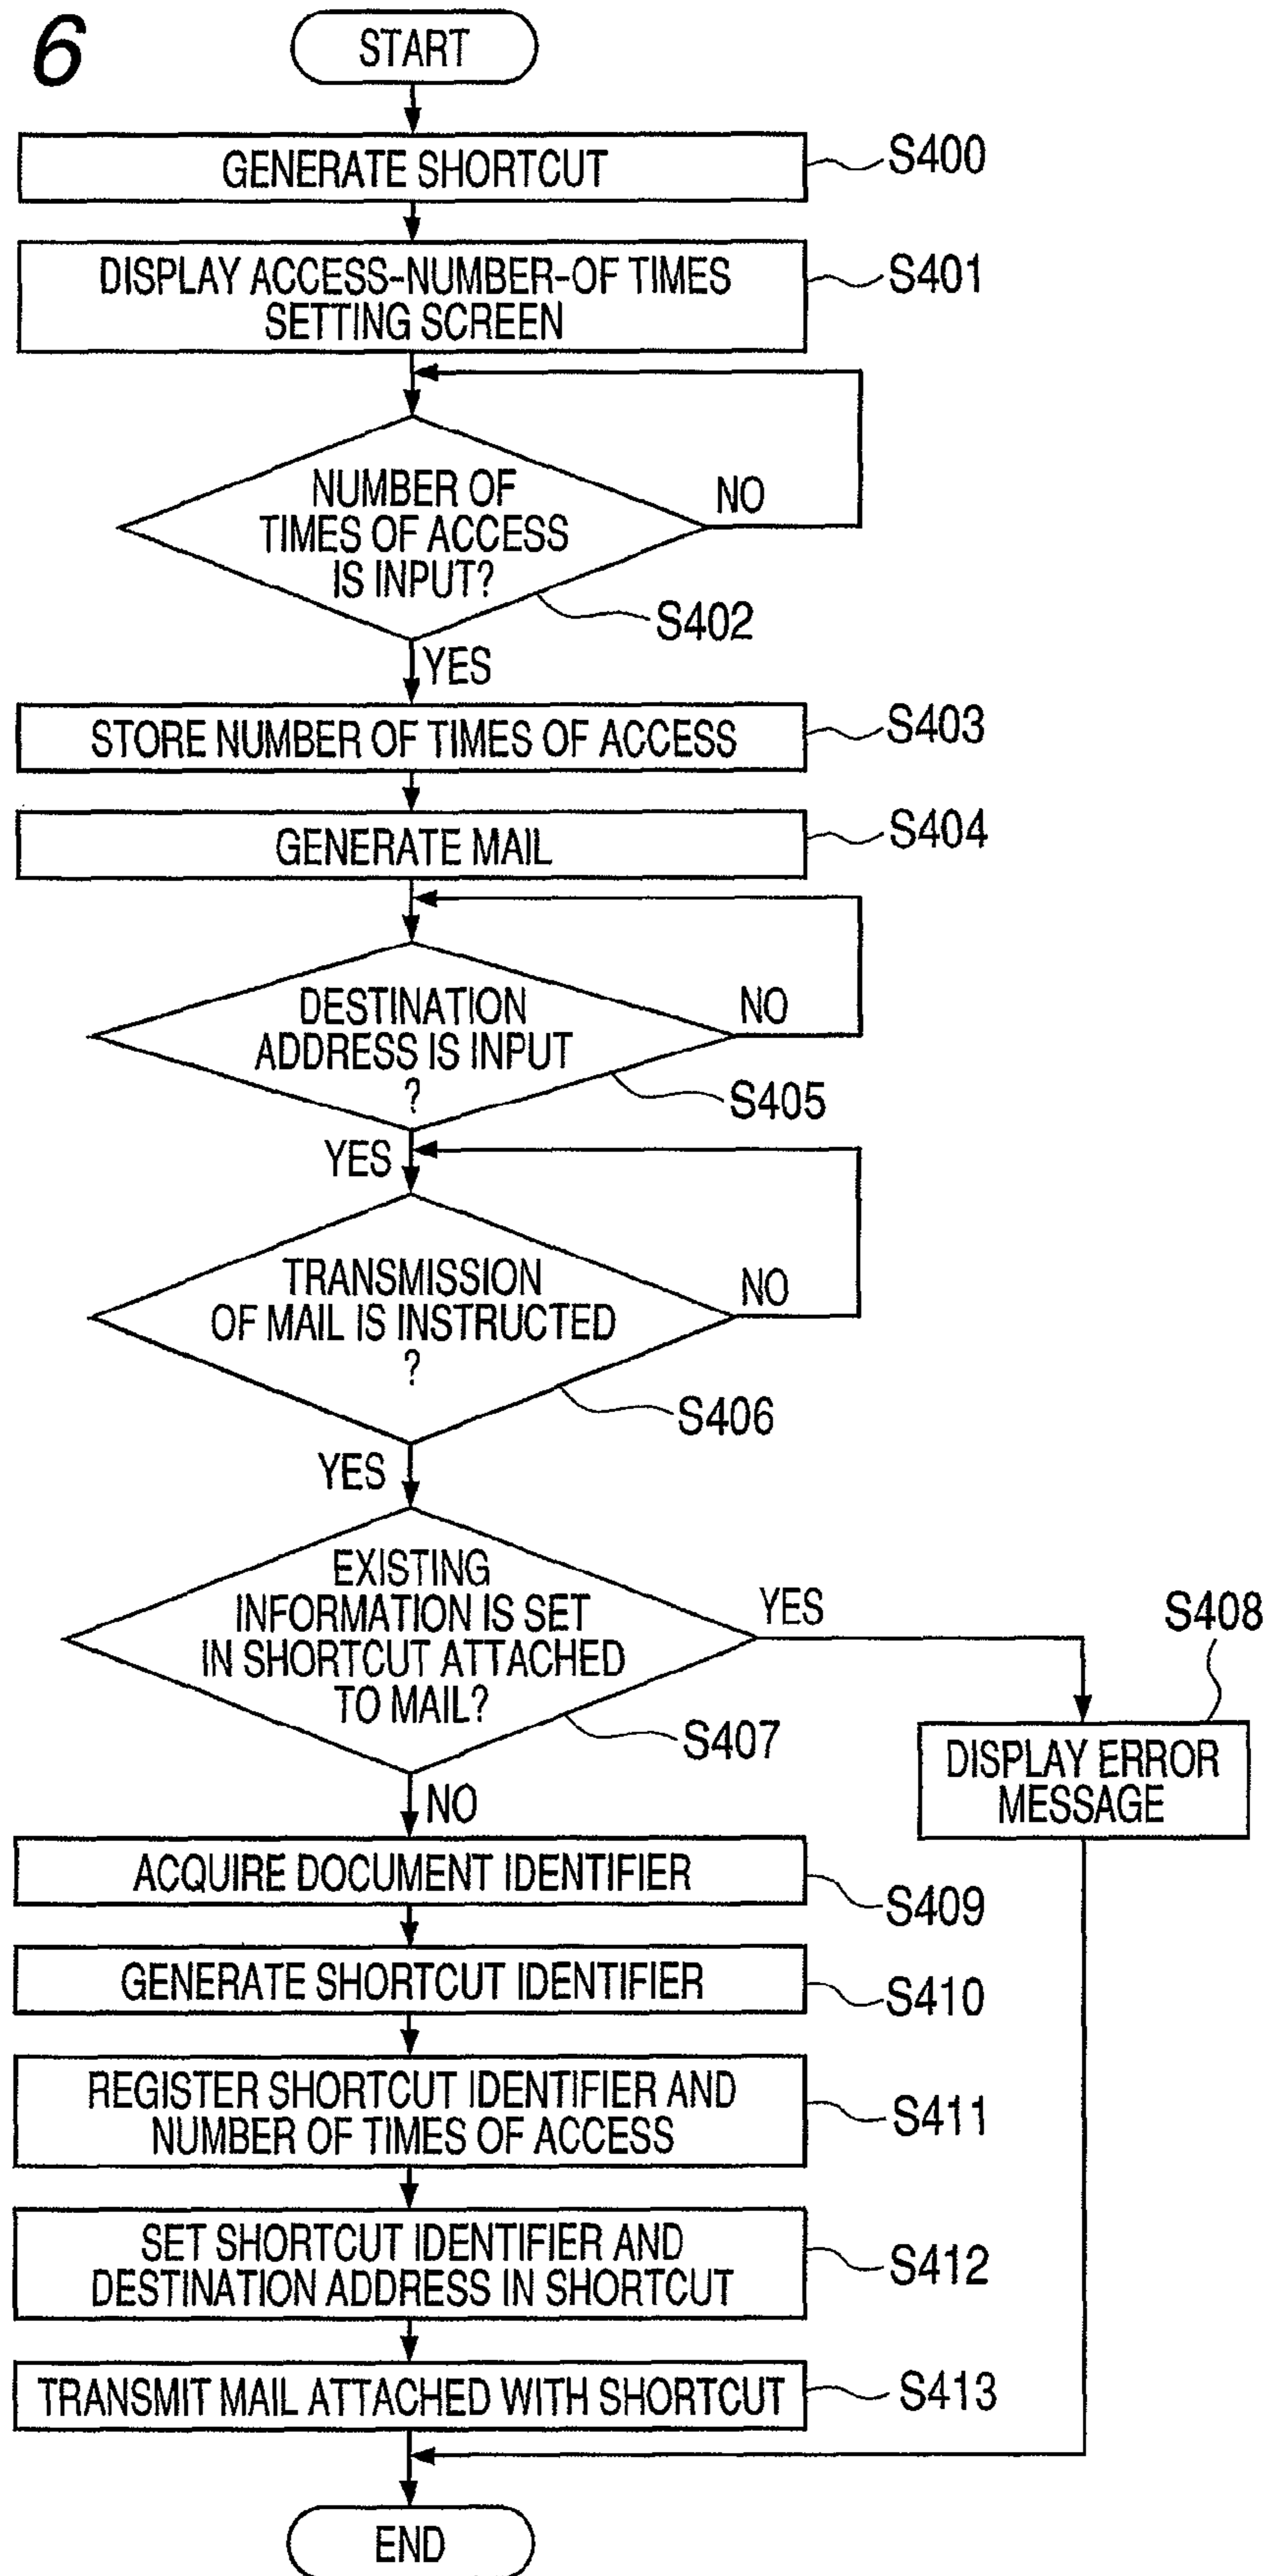 6
START
GENERATE SHORTCUT
S400
DISPLAY ACCESS-NUMBER-OF TIMES
SETTING SCREEN
S401
NUMBER OF
TIMES OF ACCESS
IS INPUT?
NO
S402
YES
STORE NUMBER OF TIMES OF ACCESS
S403
GENERATE MAIL
S404
DESTINATION
ADDRESS IS INPUT
?
NO
S405
YES
TRANSMISSION
OF MAIL IS INSTRUCTED
?
NO
S406
YES
EXISTING
INFORMATION IS SET
IN SHORTCUT ATTACHED
TO MAIL?
YES
S407
S408
DISPLAY ERROR
MESSAGE
NO
ACQUIRE DOCUMENT IDENTIFIER
S409
GENERATE SHORTCUT IDENTIFIER
S410
REGISTER SHORTCUT IDENTIFIER AND
NUMBER OF TIMES OF ACCESS
S411
SET SHORTCUT IDENTIFIER AND
DESTINATION ADDRESS IN SHORTCUT
S412
TRANSMIT MAIL ATTACHED WITH SHORTCUT
S413
END